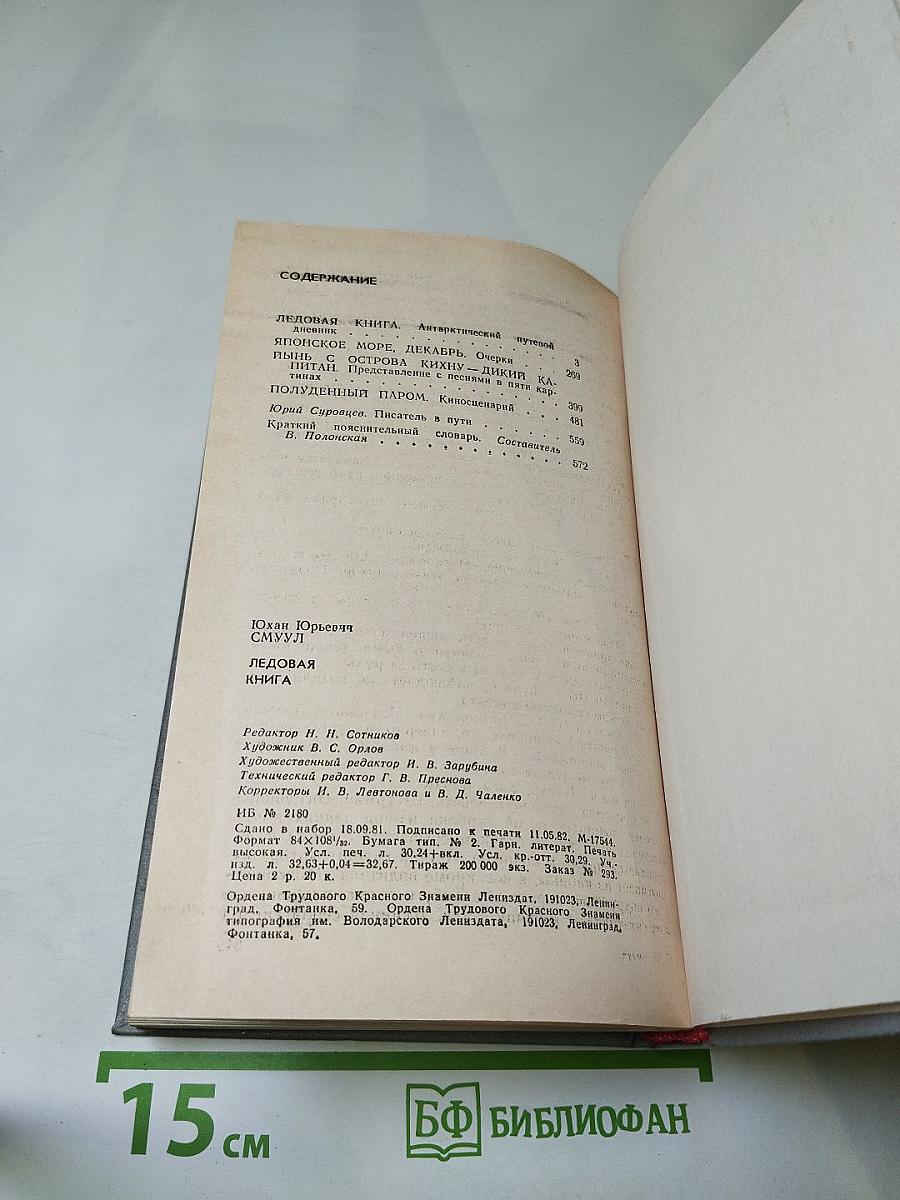 СОДЕРЖАНИЕ
ЛЕДОВАЯ КНИГА. Антарктический путевой
дневник . . . . . . . . . . . . . . 3
ЯПОНСКОЕ МОРЕ, ДЕКАБРЬ. Очерки . . . 269
ЙЫНЬ С ОСТРОВА КИХНУ — ДИКИЙ КА-
ПИТАН. Представление с песнями в пяти кар-
тинах . . . . . . . . . . . . . . 399
ПОЛУДЕННЫЙ ПАРОМ. Киносценарий . . . 481
Юрий Суровцев. Писатель в пути . . . . . . 559
Краткий пояснительный словарь. Составитель
В. Полонская . . . . . . . . . . . . . 572
Юхан Юрьевич
СМУУЛ
ЛЕДОВАЯ
КНИГА
Редактор Н. Н. Сотников
Художник В. С. Орлов
Художественный редактор И. В. Зарубина
Технический редактор Г. В. Преснова
Корректоры И. В. Левтонова и В. Д. Чаленко
ИБ № 2180
Сдано в набор 18.09.81. Подписано к печати 11.05.82. М-17544.
Формат 84×108¹/₃₂. Бумага тип. № 2. Гарн. литерат. Печать
высокая. Усл. печ. л. 30,24+вкл. Усл. кр.-отт. 30,29. Уч.-
изд. л. 32,63+0,04=32,67. Тираж 200 000 экз. Заказ № 293.
Цена 2 р. 20 к.
Ордена Трудового Красного Знамени Лениздат, 191023, Ленин-
град, Фонтанка, 59. Ордена Трудового Красного Знамени
типография им. Володарского Лениздата, 191023, Ленинград,
Фонтанка, 57.
15 см
БФ БИБЛИОФАН